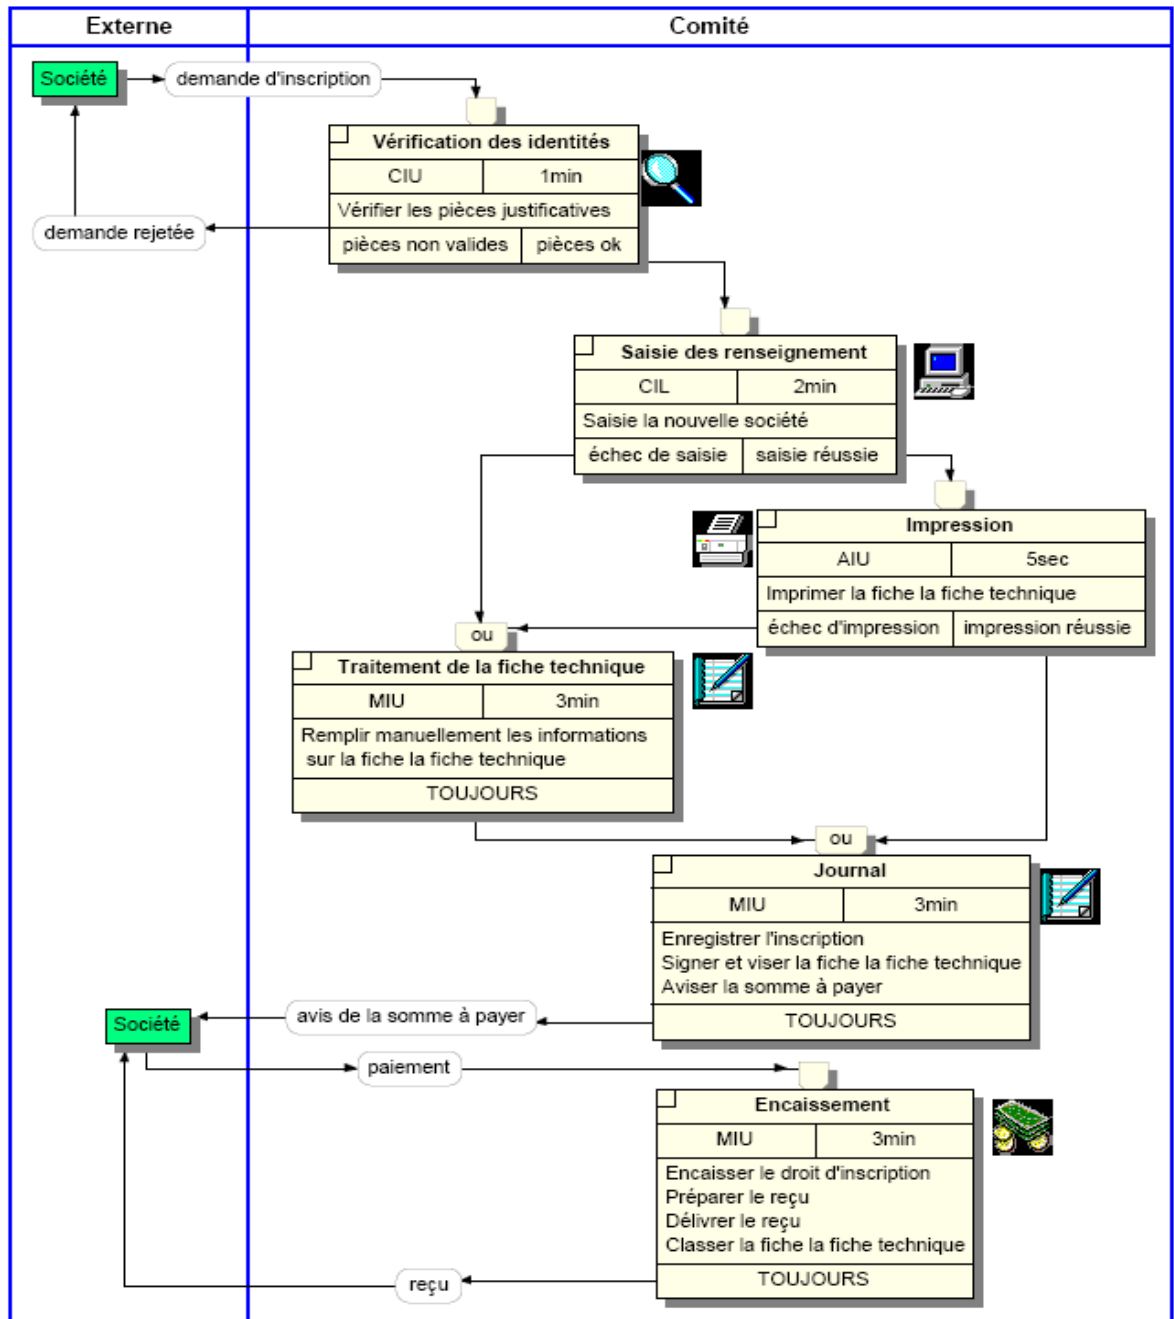 Externe
Comité
Société
demande d'inscription
Vérification des identités
CIU
1min
Vérifier les pièces justificatives
demande rejetée
pièces non valides
pièces ok
Saisie des renseignement
CIL
2min
Saisie la nouvelle société
échec de saisie
saisie réussie
Impression
AIU
5sec
Imprimer la fiche la fiche technique
échec d'impression
impression réussie
ou
Traitement de la fiche technique
MIU
3min
Remplir manuellement les informations
sur la fiche la fiche technique
TOUJOURS
ou
Journal
MIU
3min
Enregistrer l'inscription
Signer et viser la fiche la fiche technique
Aviser la somme à payer
TOUJOURS
avis de la somme à payer
Société
paiement
Encaissement
MIU
3min
Encaisser le droit d'inscription
Préparer le reçu
Délivrer le reçu
Classer la fiche la fiche technique
TOUJOURS
reçu